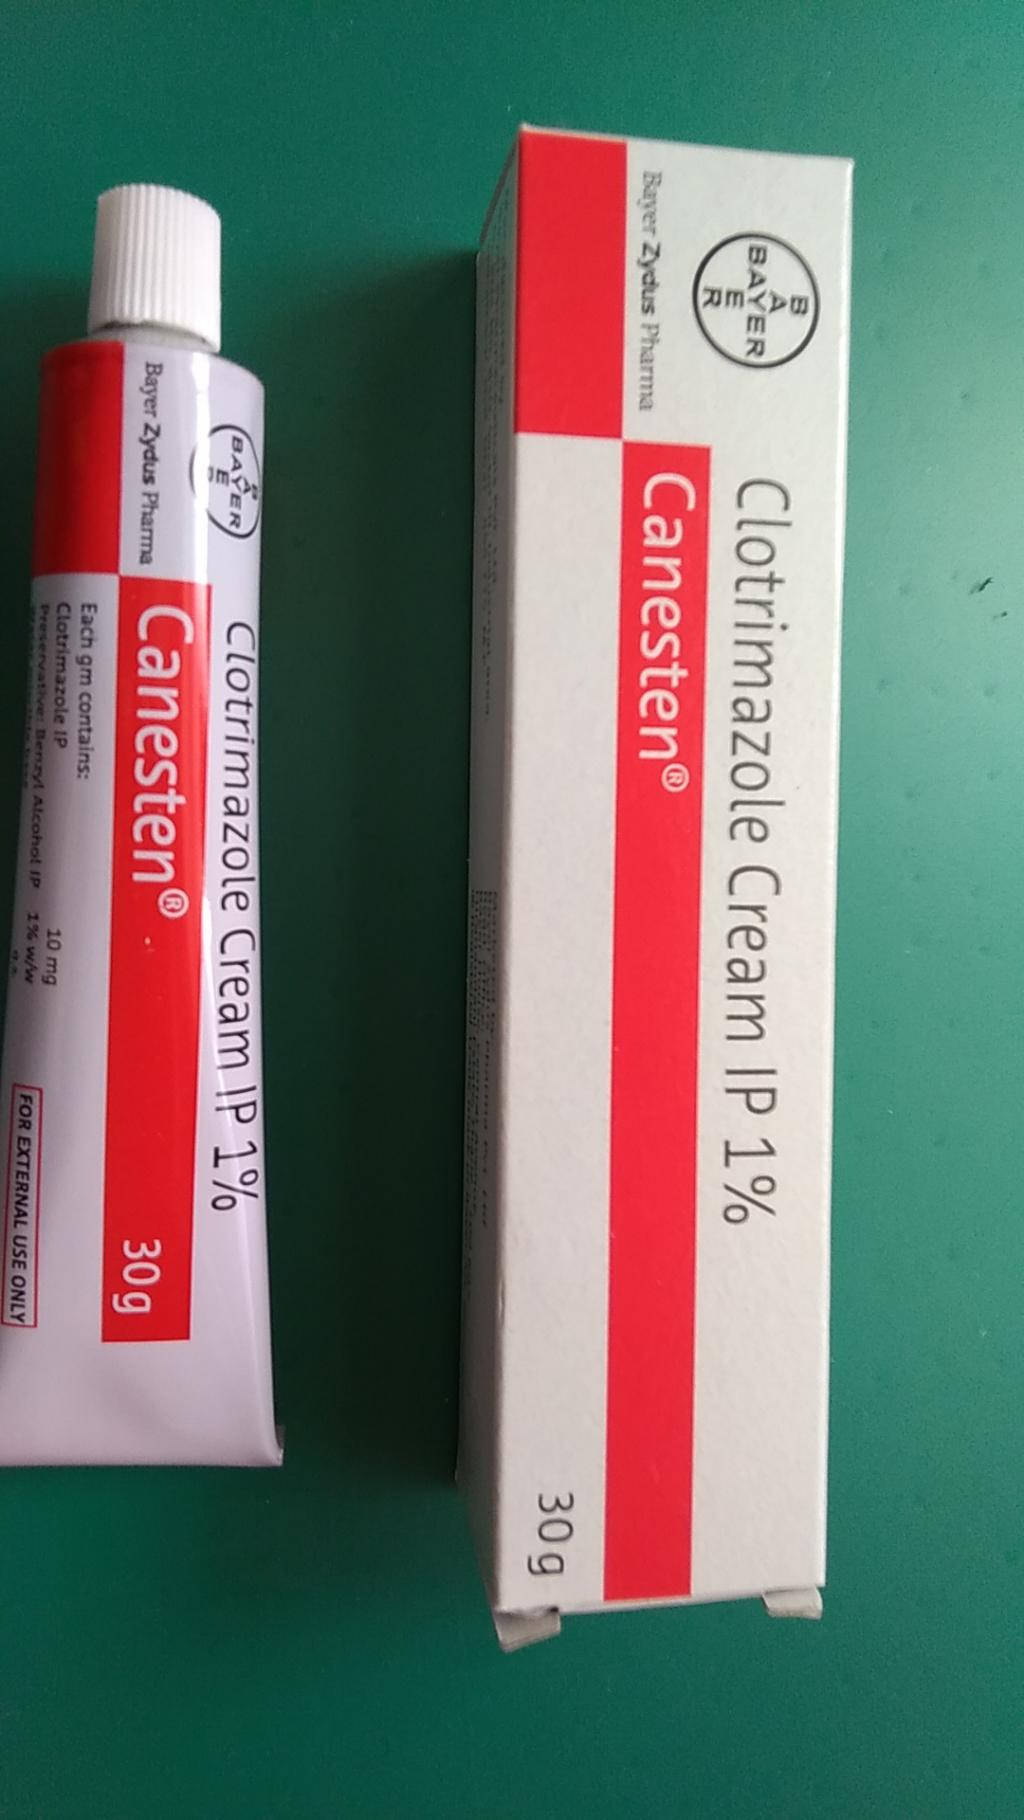 B
A
BAYER
E
R
Bayer Zydus Pharma
Clotrimazole Cream IP 1%
Canesten®
30g
BAYER
Bayer Zydus Pharma
Clotrimazole Cream IP 1%
Canesten®
30g
Each gm contains:
Clotrimazole IP 10 mg
Preservative: Benzyl Alcohol IP 1% w/w
FOR EXTERNAL USE ONLY